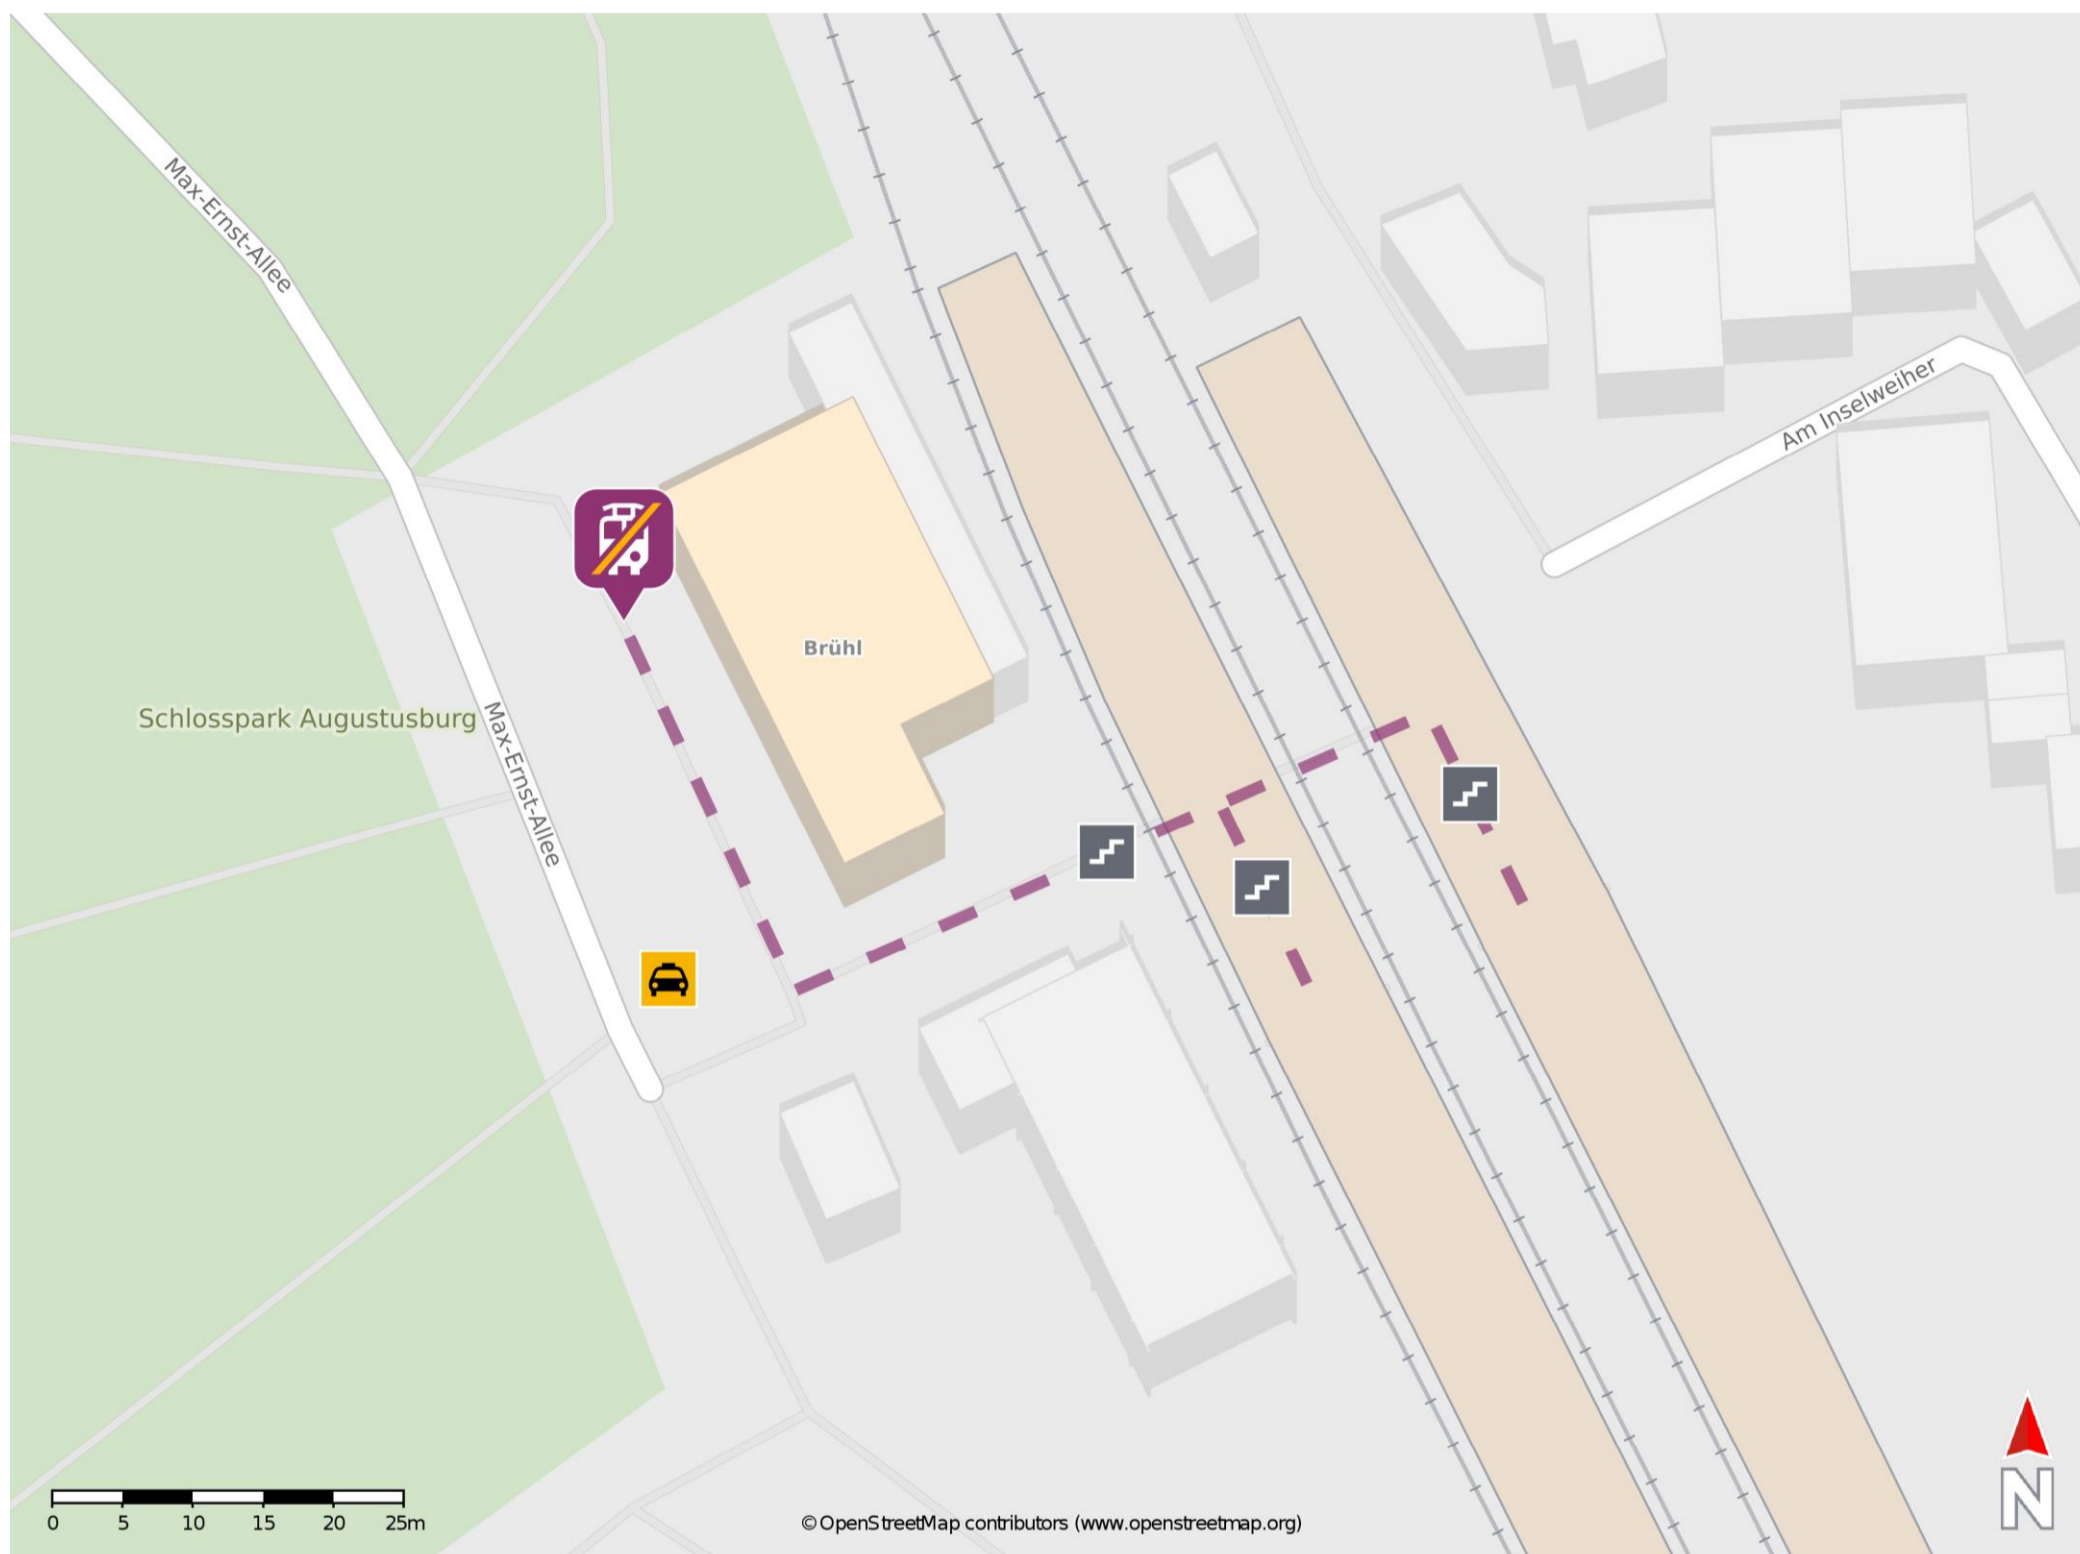 Max-Ernst-Allee
Am Inselweiher
Brühl
Schlosspark Augustusburg
Max-Ernst-Allee
0 5 10 15 20 25m
© OpenStreetMap contributors (www.openstreetmap.org)
N